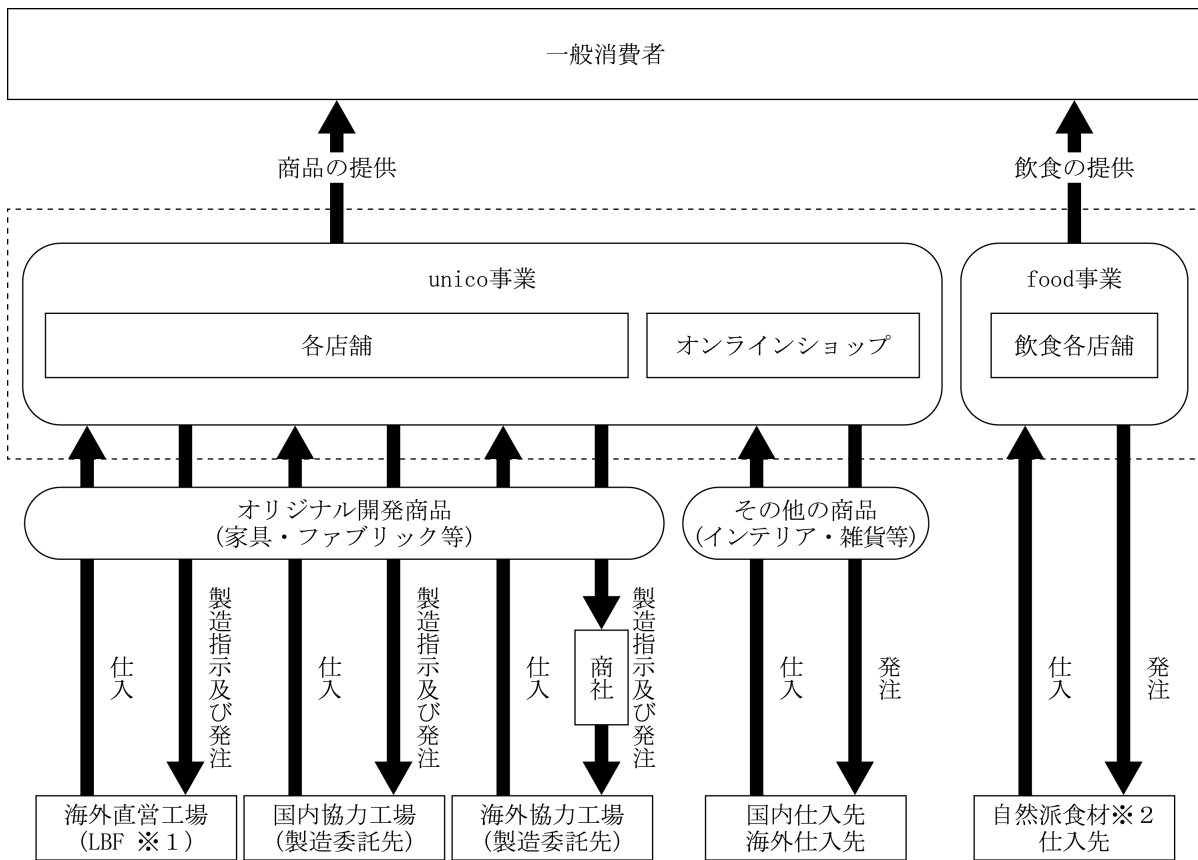 一般消費者
商品の提供
飲食の提供
unico事業
food事業
各店舗
オンラインショップ
飲食各店舗
オリジナル開発商品
(家具・ファブリック等)
その他の商品
(インテリア・雑貨等)
仕入
製造指示及び発注
仕入
製造指示及び発注
仕入
商社
製造指示及び発注
仕入
発注
仕入
発注
海外直営工場
(LBF ※1)
国内協力工場
(製造委託先)
海外協力工場
(製造委託先)
国内仕入先
海外仕入先
自然派食材※2
仕入先